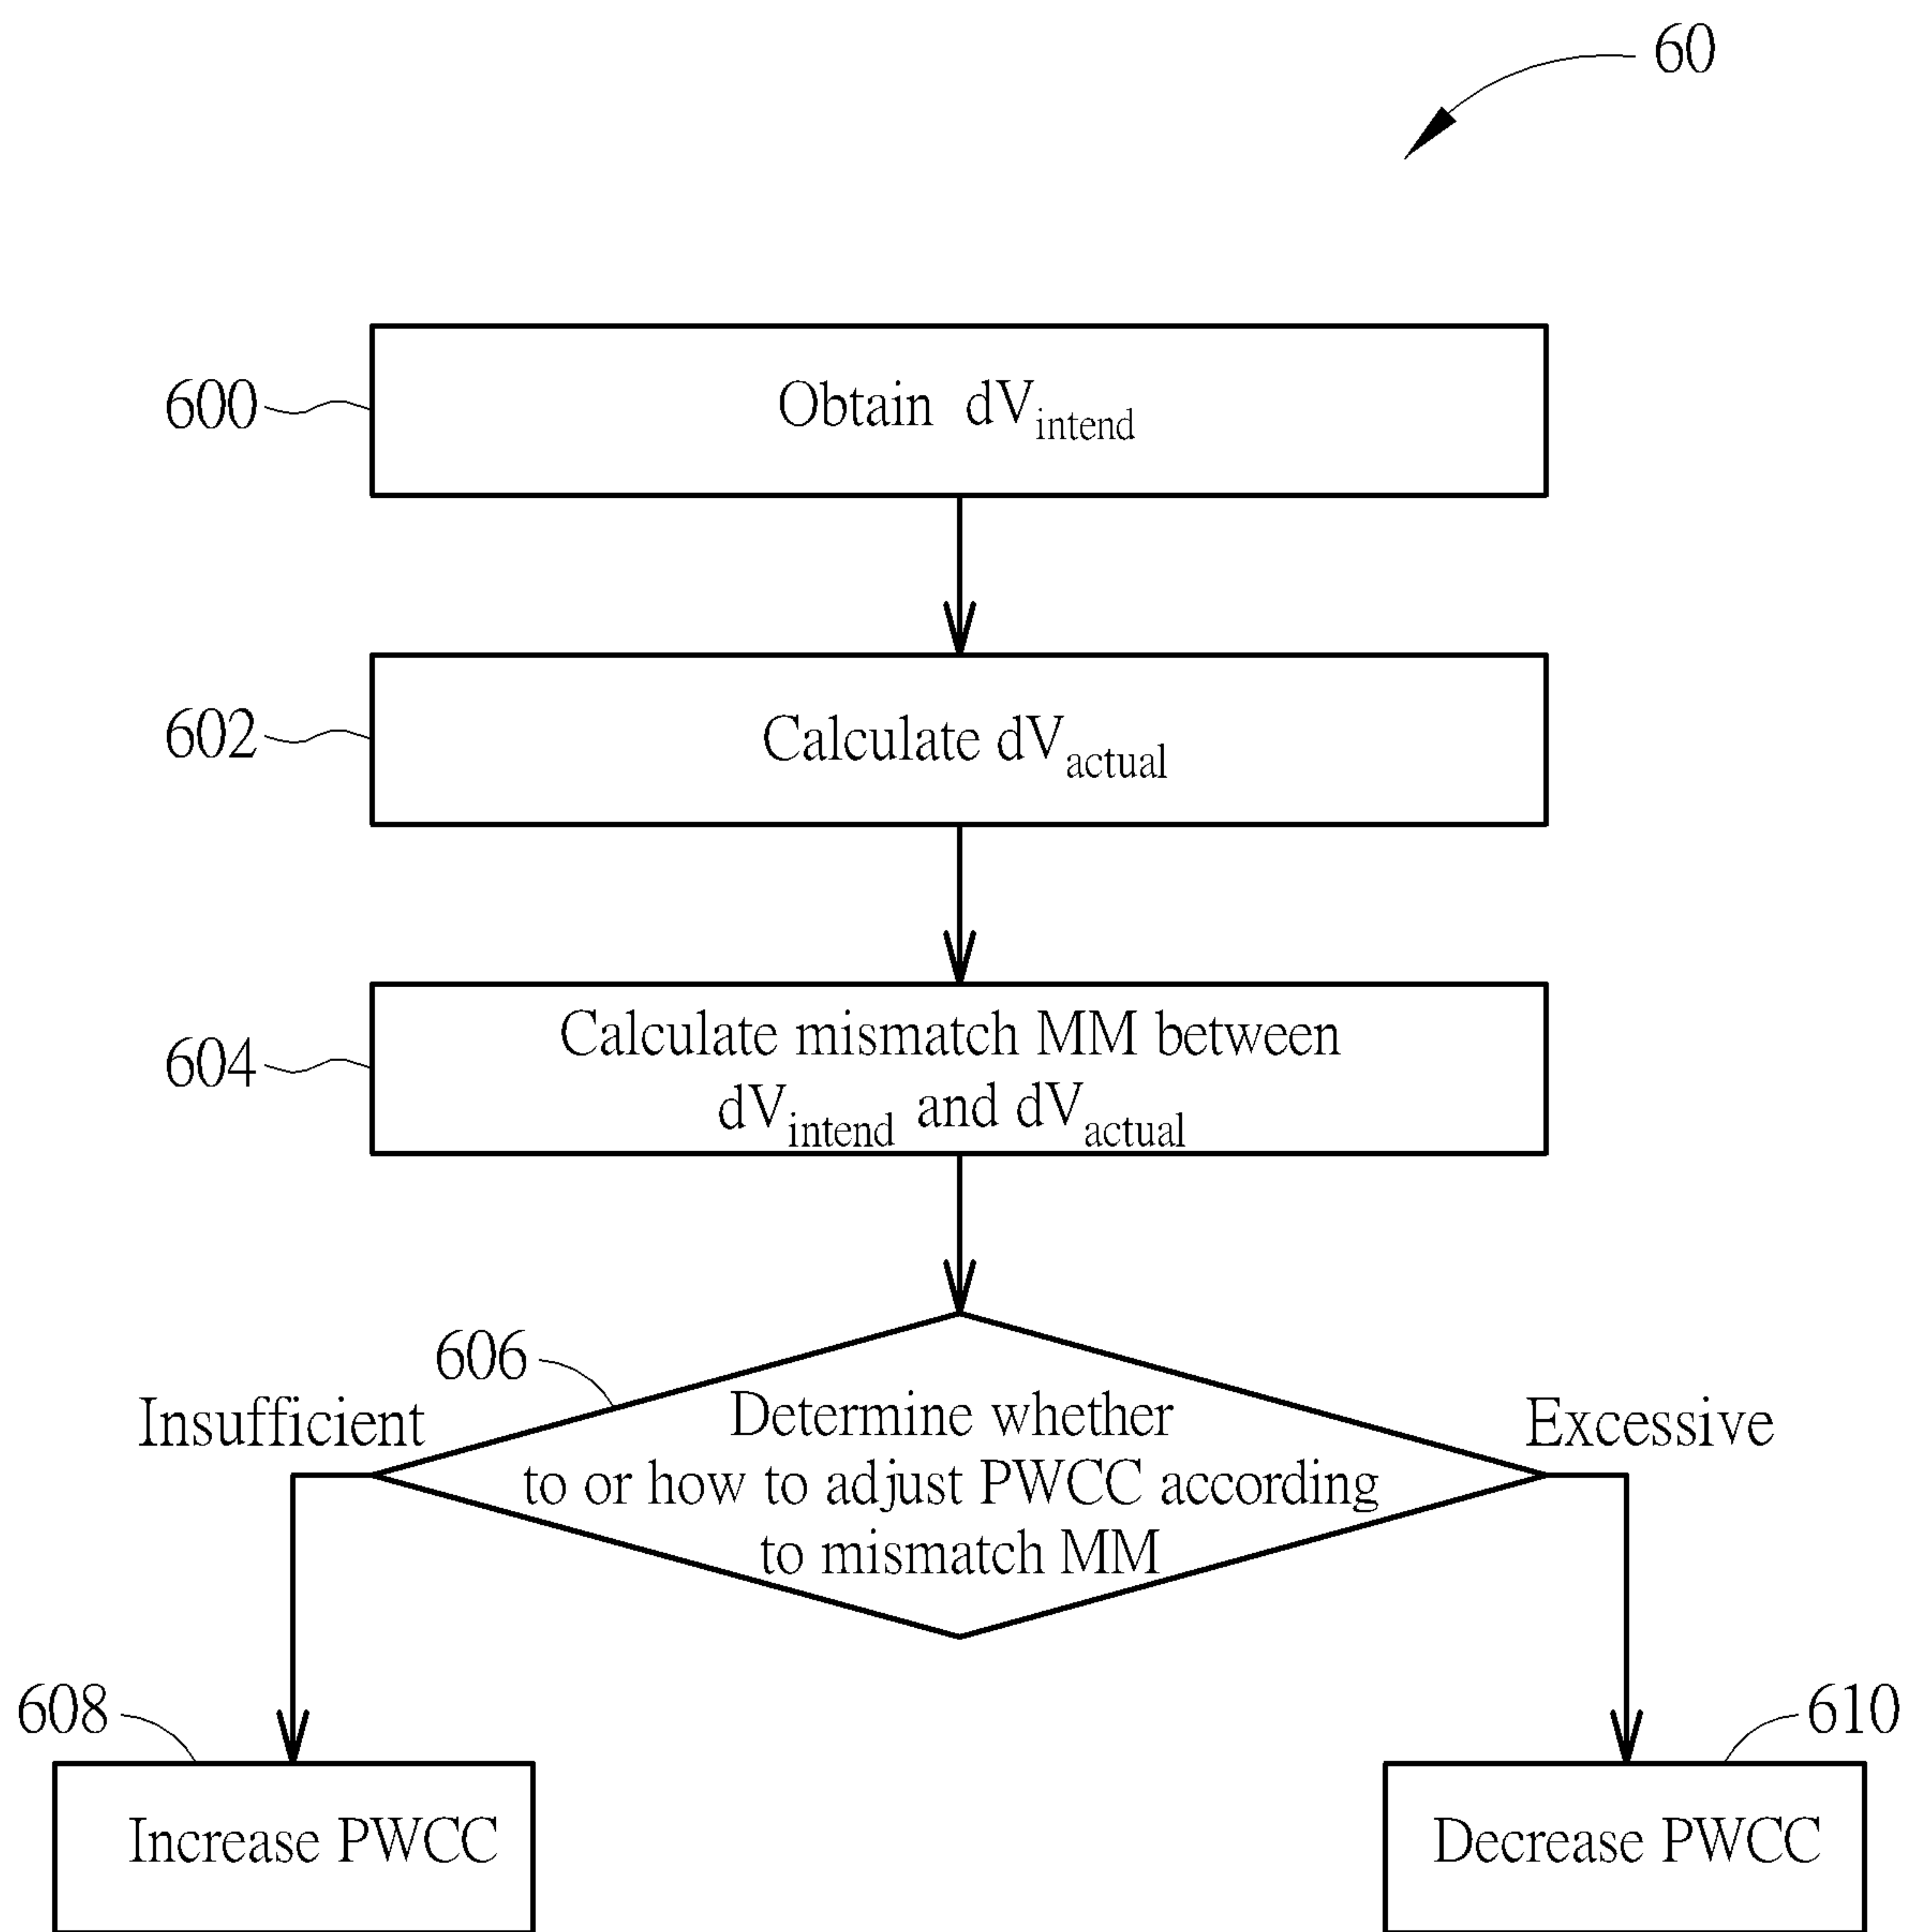 60
600
Obtain dVintend
602
Calculate dVactual
604
Calculate mismatch MM between
dVintend and dVactual
606
Insufficient
Excessive
Determine whether
to or how to adjust PWCC according
to mismatch MM
608
610
Increase PWCC
Decrease PWCC